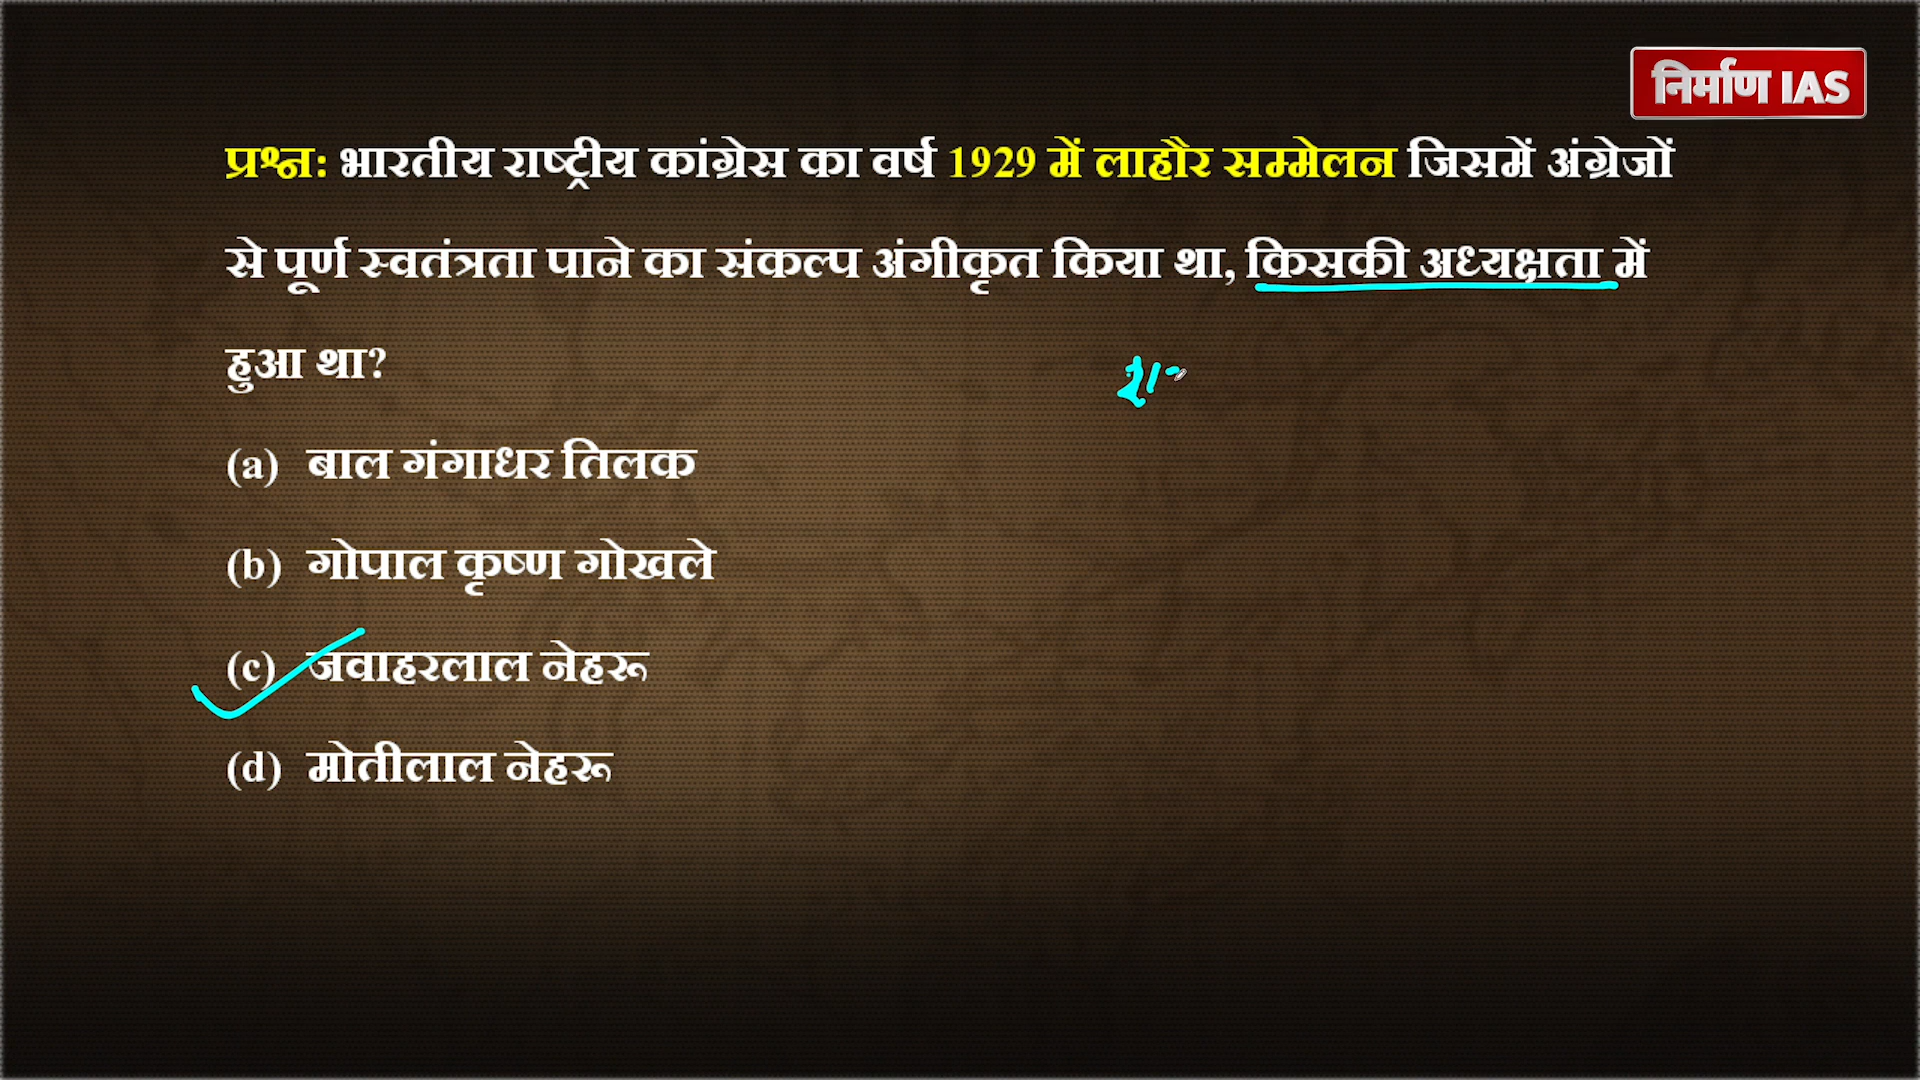 निर्माण IAS
प्रश्न: भारतीय राष्ट्रीय कांग्रेस का वर्ष 1929 में लाहौर सम्मेलन जिसमें अंग्रेजों
से पूर्ण स्वतंत्रता पाने का संकल्प अंगीकृत किया था, किसकी अध्यक्षता में
हुआ था?
(a) बाल गंगाधर तिलक
(b) गोपाल कृष्ण गोखले
(c) जवाहरलाल नेहरू
(d) मोतीलाल नेहरू